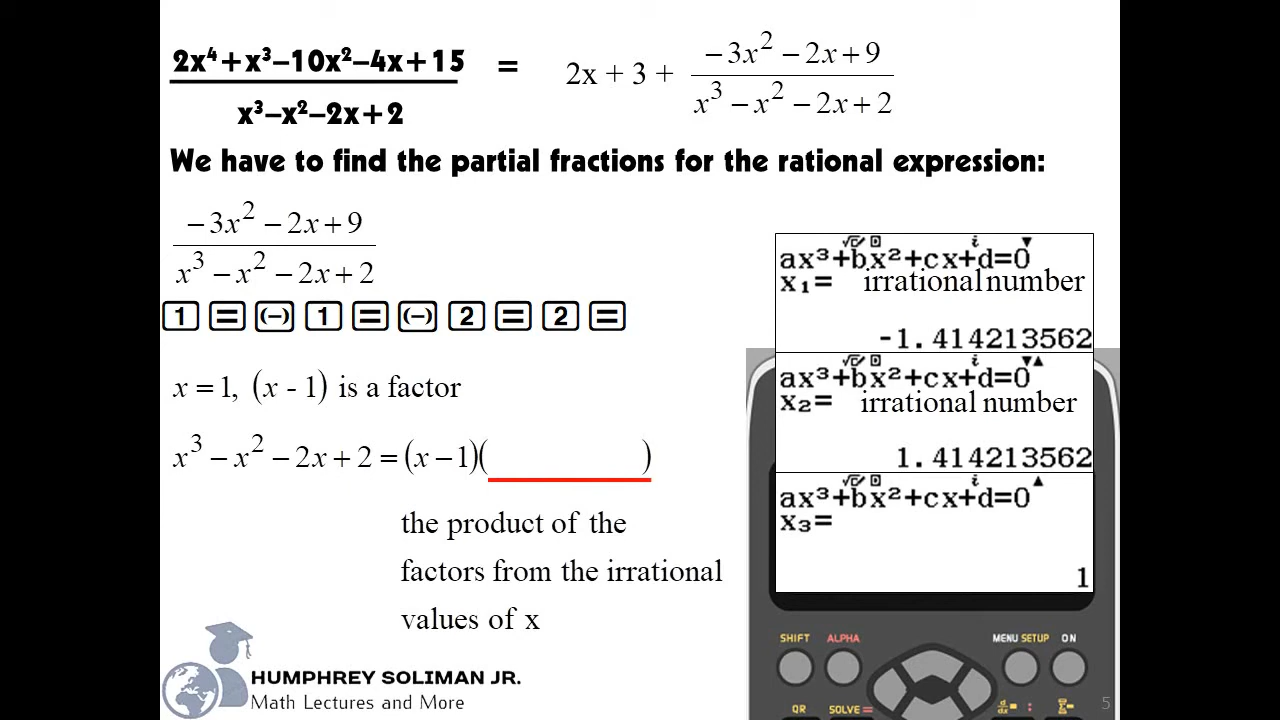 2x⁴+x³–10x²–4x+15
x³–x²–2x+2
=
2x + 3 +
−3x² − 2x + 9
x³ − x² − 2x + 2
We have to find the partial fractions for the rational expression:
−3x² − 2x + 9
x³ − x² − 2x + 2
1 = (−) 1 = (−) 2 = 2 =
x = 1, (x - 1) is a factor
x³ − x² − 2x + 2 = (x − 1)( )
the product of the
factors from the irrational
values of x
ax³+bx²+cx+d=0
x₁= irrational number
-1.414213562
ax³+bx²+cx+d=0
x₂= irrational number
1.414213562
ax³+bx²+cx+d=0
x₃=
1
SHIFT ALPHA MENU SETUP ON
QR SOLVE =
HUMPHREY SOLIMAN JR.
Math Lectures and More
5